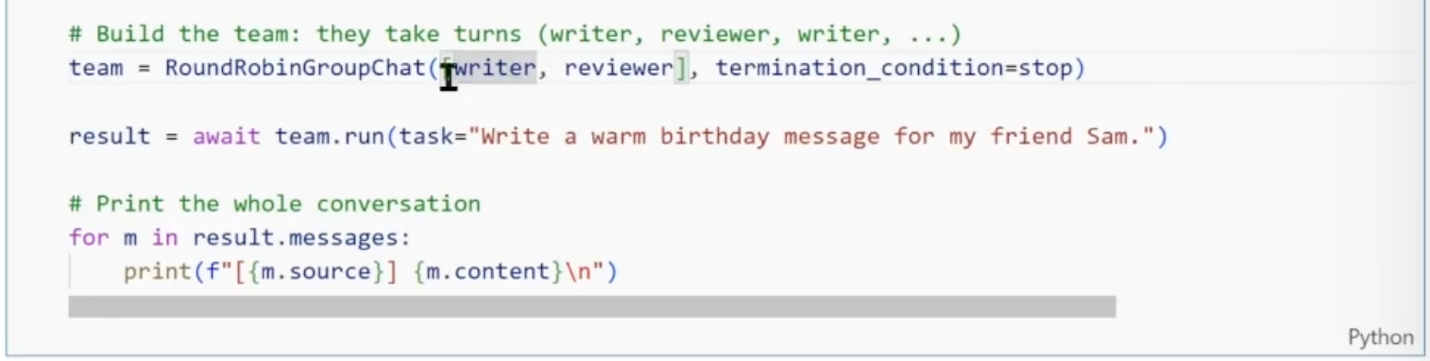 # Build the team: they take turns (writer, reviewer, writer, ...)
team = RoundRobinGroupChat([writer, reviewer], termination_condition=stop)
result = await team.run(task="Write a warm birthday message for my friend Sam.")
# Print the whole conversation
for m in result.messages:
    print(f"[{m.source}] {m.content}\n")
Python